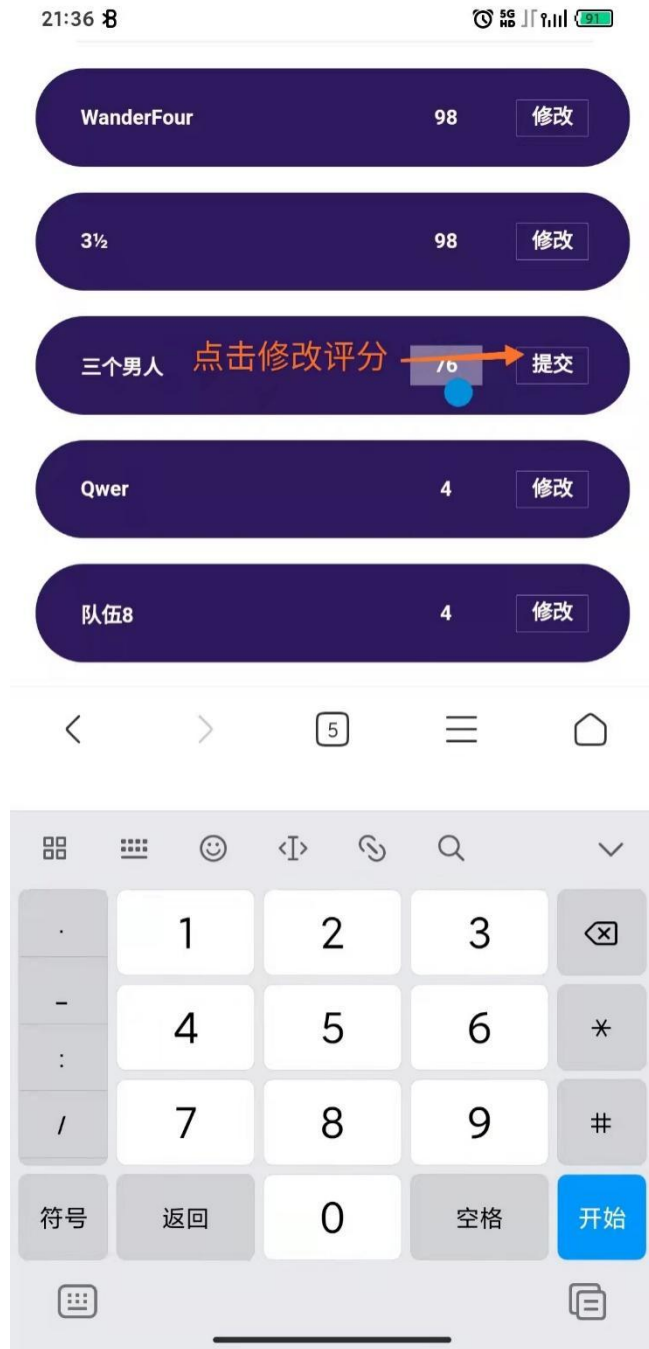 21:36
5G HD 91
WanderFour 98 修改
3½ 98 修改
三个男人 点击修改评分 76 提交
Qwer 4 修改
队伍8 4 修改
5
. 1 2 3
- 4 5 6 *
:
/ 7 8 9 #
符号 返回 0 空格 开始